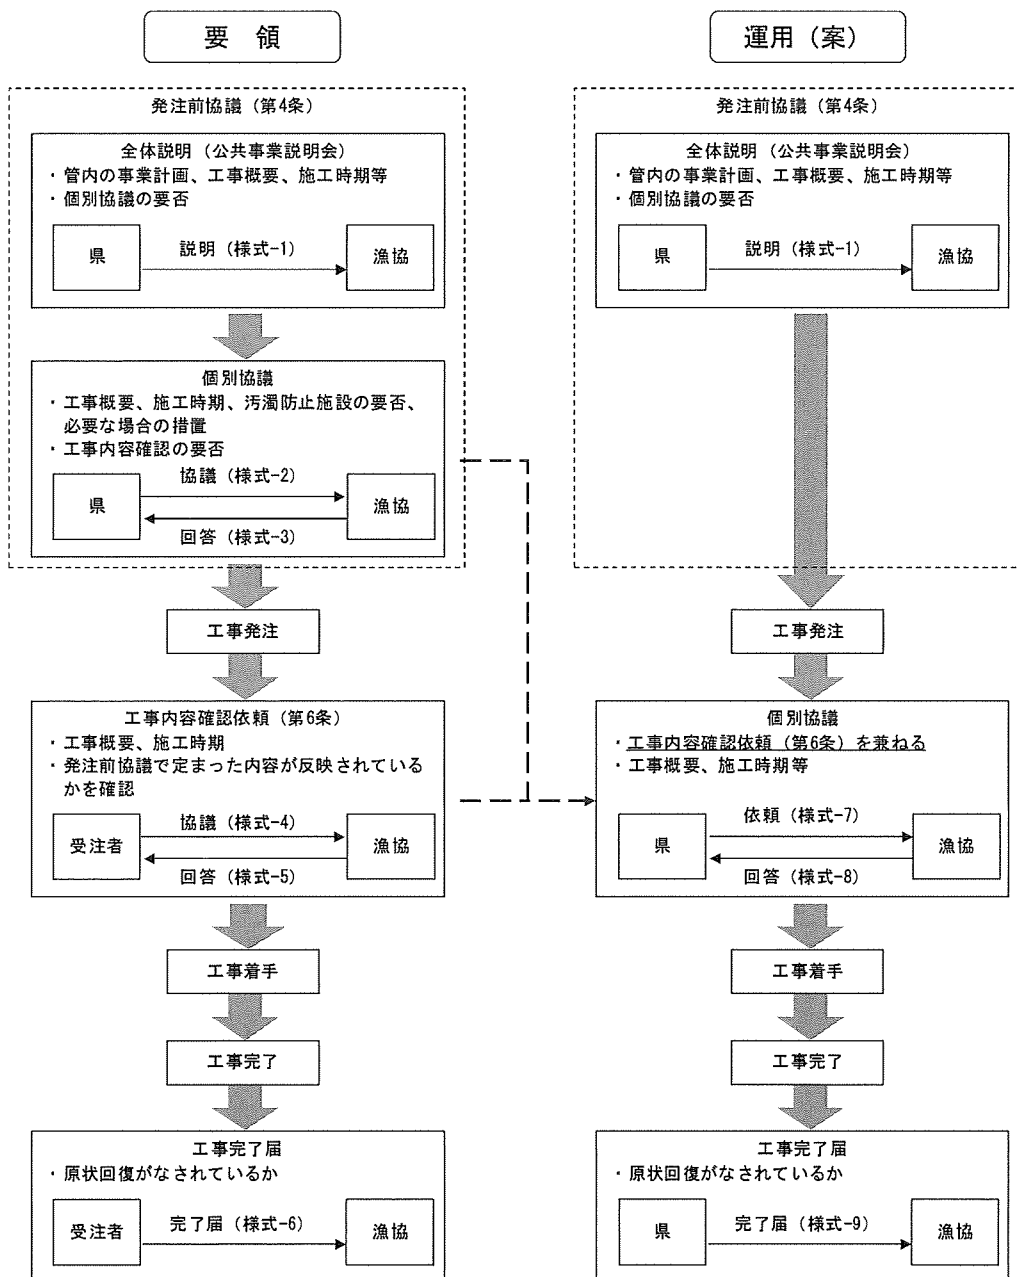 要　領
発注前協議（第4条）
全体説明（公共事業説明会）
・管内の事業計画、工事概要、施工時期等
・個別協議の要否
県
説明（様式-1）
漁協
個別協議
・工事概要、施工時期、汚濁防止施設の要否、
必要な場合の措置
・工事内容確認の要否
県
協議（様式-2）
漁協
回答（様式-3）
工事発注
工事内容確認依頼（第6条）
・工事概要、施工時期
・発注前協議で定まった内容が反映されている
かを確認
受注者
協議（様式-4）
漁協
回答（様式-5）
工事着手
工事完了
工事完了届
・原状回復がなされているか
受注者
完了届（様式-6）
漁協
運用（案）
発注前協議（第4条）
全体説明（公共事業説明会）
・管内の事業計画、工事概要、施工時期等
・個別協議の要否
県
説明（様式-1）
漁協
工事発注
個別協議
・工事内容確認依頼（第6条）を兼ねる
・工事概要、施工時期等
県
依頼（様式-7）
漁協
回答（様式-8）
工事着手
工事完了
工事完了届
・原状回復がなされているか
県
完了届（様式-9）
漁協